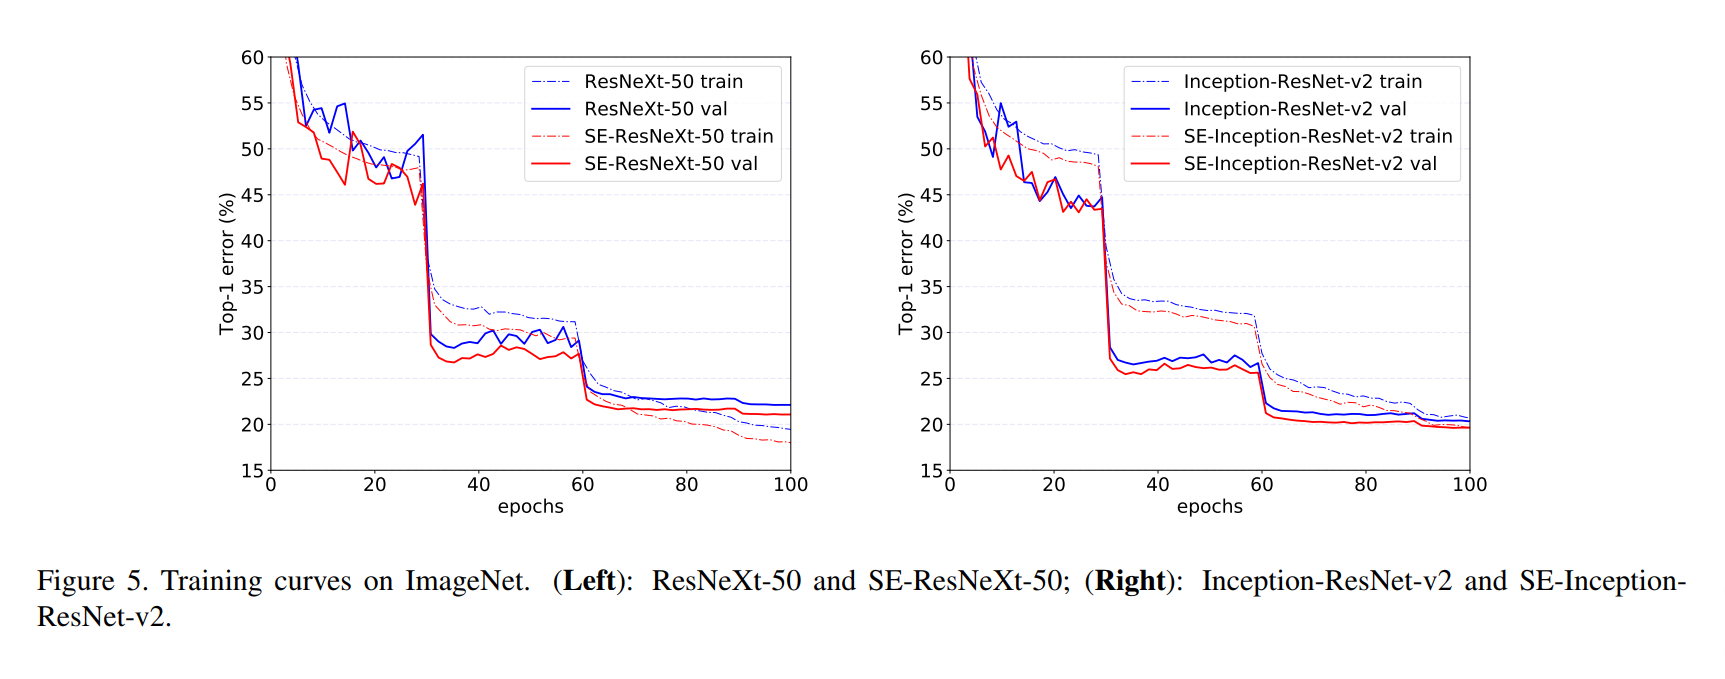 60
55
50
45
40
35
30
25
20
15
Top-1 error (%)
0 20 40 60 80 100
epochs
ResNeXt-50 train
ResNeXt-50 val
SE-ResNeXt-50 train
SE-ResNeXt-50 val
60
55
50
45
40
35
30
25
20
15
Top-1 error (%)
0 20 40 60 80 100
epochs
Inception-ResNet-v2 train
Inception-ResNet-v2 val
SE-Inception-ResNet-v2 train
SE-Inception-ResNet-v2 val
Figure 5. Training curves on ImageNet. (Left): ResNeXt-50 and SE-ResNeXt-50; (Right): Inception-ResNet-v2 and SE-Inception-
ResNet-v2.